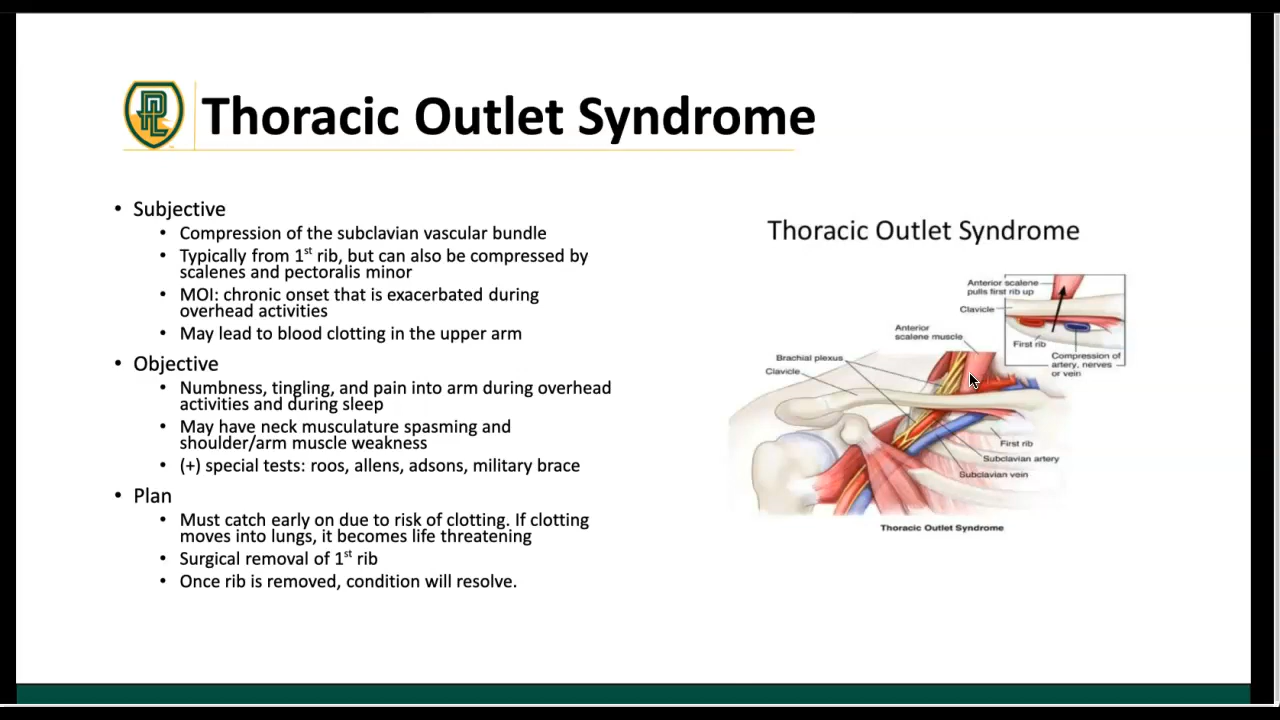 Thoracic Outlet Syndrome
• Subjective
• Compression of the subclavian vascular bundle
• Typically from 1st rib, but can also be compressed by
scalenes and pectoralis minor
• MOI: chronic onset that is exacerbated during
overhead activities
• May lead to blood clotting in the upper arm
• Objective
• Numbness, tingling, and pain into arm during overhead
activities and during sleep
• May have neck musculature spasming and
shoulder/arm muscle weakness
• (+) special tests: roos, allens, adsons, military brace
• Plan
• Must catch early on due to risk of clotting. If clotting
moves into lungs, it becomes life threatening
• Surgical removal of 1st rib
• Once rib is removed, condition will resolve.
Thoracic Outlet Syndrome
Anterior scalene
pulls first rib up
Clavicle
First rib
Compression of
artery, nerves
or vein
Anterior
scalene muscle
Brachial plexus
Clavicle
First rib
Subclavian artery
Subclavian vein
Thoracic Outlet Syndrome